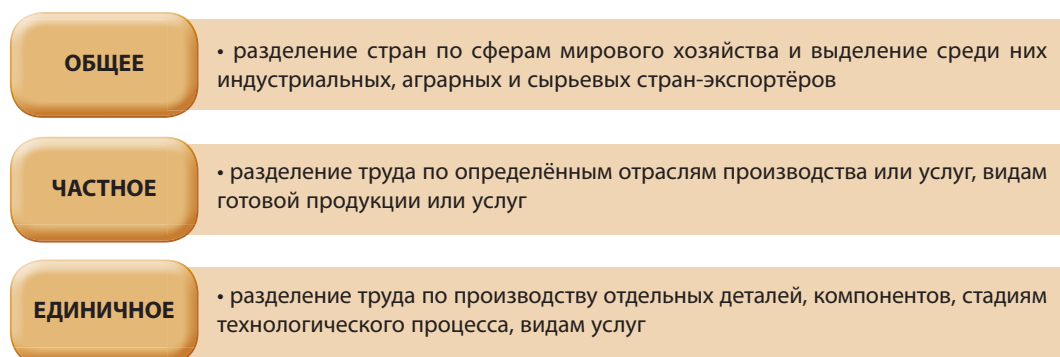 ОБЩЕЕ
• разделение стран по сферам мирового хозяйства и выделение среди них
индустриальных, аграрных и сырьевых стран-экспортёров
ЧАСТНОЕ
• разделение труда по определённым отраслям производства или услуг, видам
готовой продукции или услуг
ЕДИНИЧНОЕ
• разделение труда по производству отдельных деталей, компонентов, стадиям
технологического процесса, видам услуг